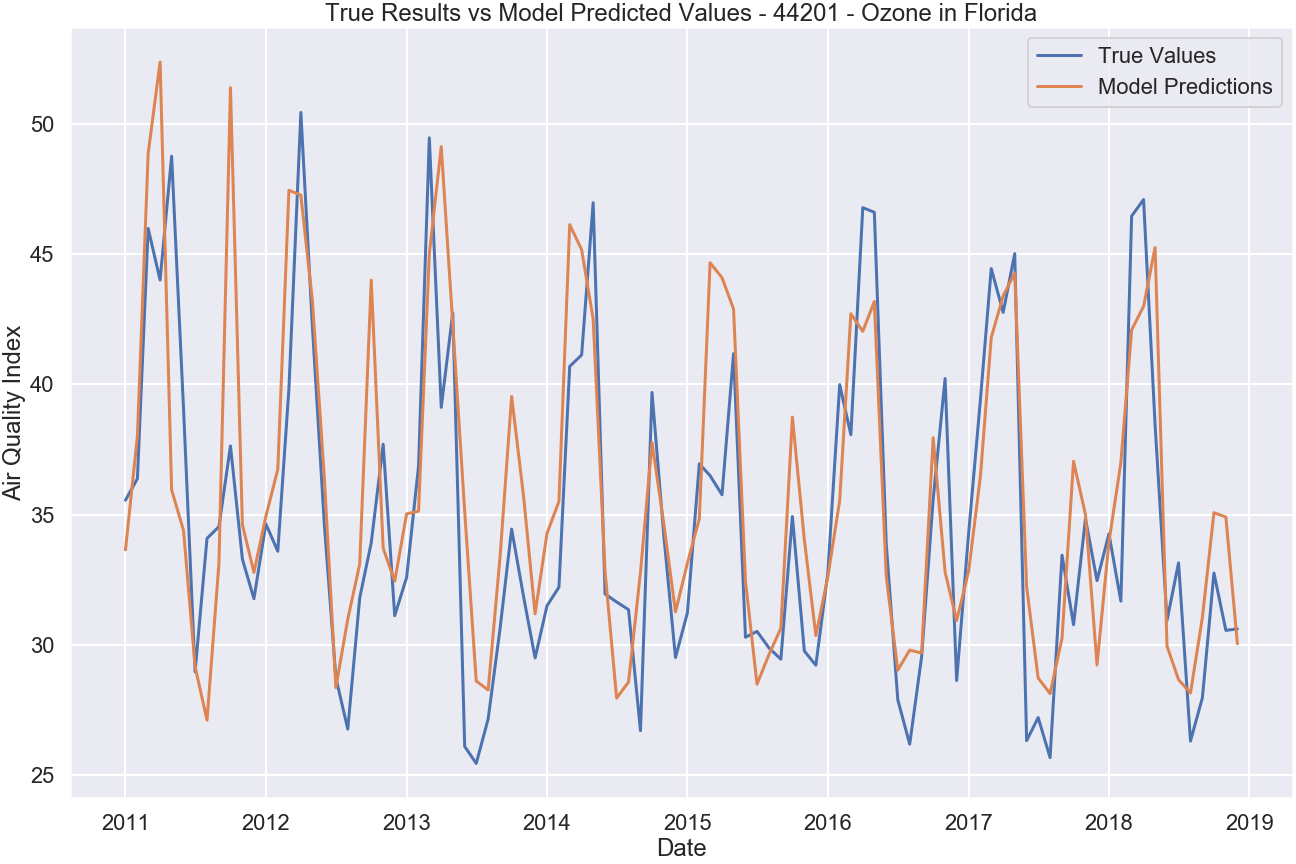 True Results vs Model Predicted Values - 44201 - Ozone in Florida
True Values
Model Predictions
Air Quality Index
50
45
40
35
30
25
2011 2012 2013 2014 2015 2016 2017 2018 2019
Date